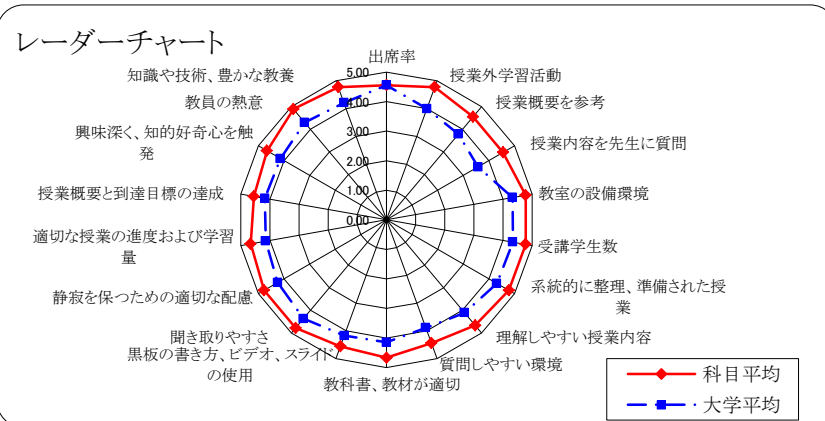 レーダーチャート
出席率
授業外学習活動
授業概要を参考
授業内容を先生に質問
教室の設備環境
受講学生数
系統的に整理、準備された授
業
理解しやすい授業内容
質問しやすい環境
教科書、教材が適切
黒板の書き方、ビデオ、スライド
の使用
聞き取りやすさ
静寂を保つための適切な配慮
適切な授業の進度および学習
量
授業概要と到達目標の達成
興味深く、知的好奇心を触
発
教員の熱意
知識や技術、豊かな教養
5.00
4.00
3.00
2.00
1.00
0.00
科目平均
大学平均